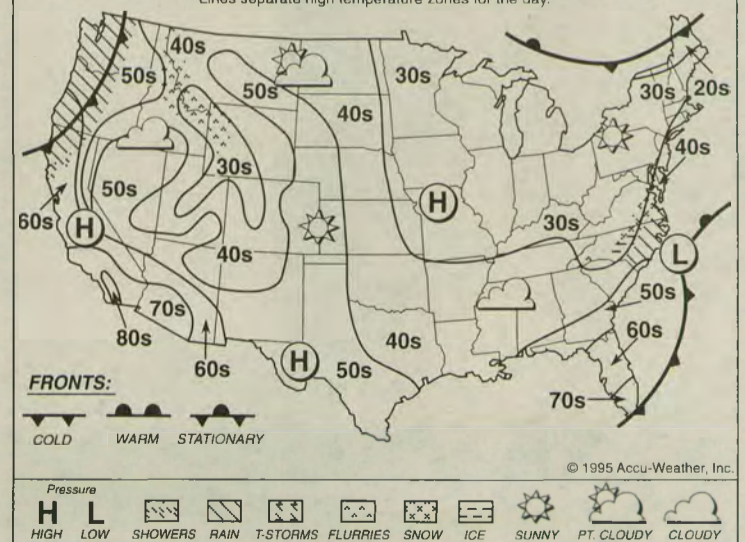 Lines separate high temperature zones for the day.
40s
50s
50s
30s
20s
30s
40s
40s
30s
50s
60s
H
H
30s
40s
L
50s
70s
80s
60s
60s
H
50s
40s
70s
FRONTS:
COLD WARM STATIONARY
© 1995 Accu-Weather, Inc.
Pressure
H L
HIGH LOW SHOWERS RAIN T-STORMS FLURRIES SNOW ICE SUNNY PT. CLOUDY CLOUDY